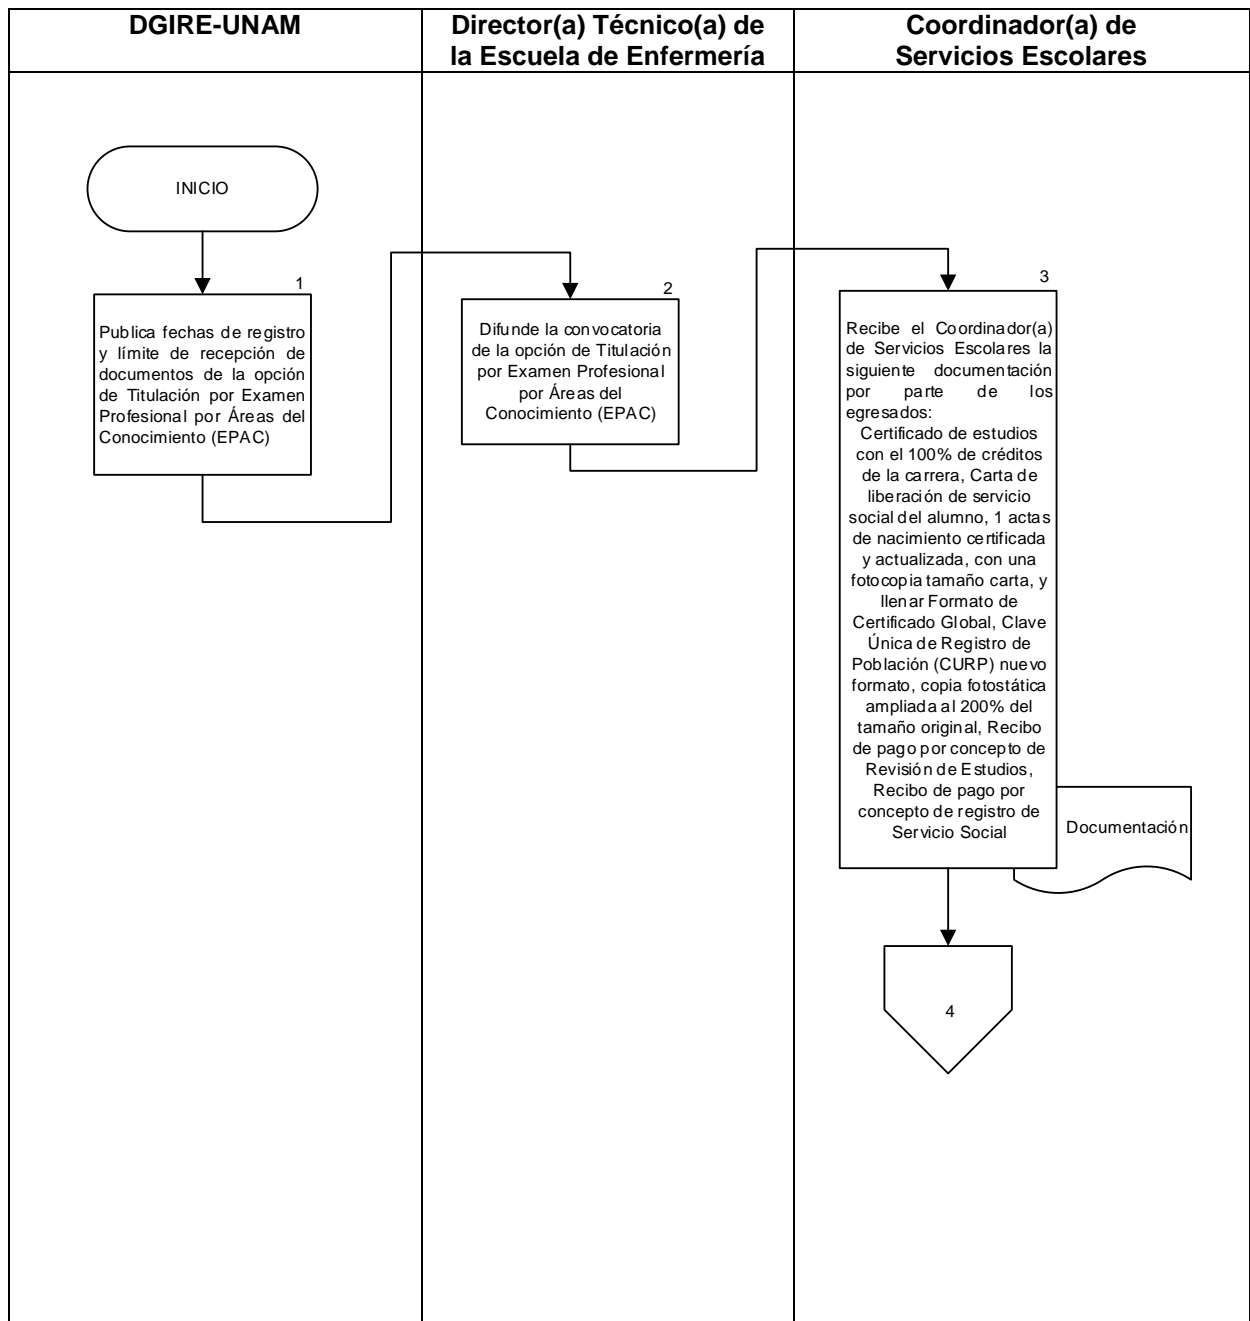 DGIRE-UNAM
Director(a) Técnico(a) de
la Escuela de Enfermería
Coordinador(a) de
Servicios Escolares
INICIO
1
Publica fechas de registro
y límite de recepción de
documentos de la opción
de Titulación por Examen
Profesional por Áreas del
Conocimiento (EPAC)
2
Difunde la convocatoria
de la opción de Titulación
por Examen Profesional
por Áreas del
Conocimiento (EPAC)
3
Recibe el Coordinador(a)
de Servicios Escolares la
siguiente documentación
por parte de los
egresados:
Certificado de estudios
con el 100% de créditos
de la carrera, Carta de
liberación de servicio
social del alumno, 1 actas
de nacimiento certificada
y actualizada, con una
fotocopia tamaño carta, y
llenar Formato de
Certificado Global, Clave
Única de Registro de
Población (CURP) nuevo
formato, copia fotostática
ampliada al 200% del
tamaño original, Recibo
de pago por concepto de
Revisión de Estudios,
Recibo de pago por
concepto de registro de
Servicio Social
Documentación
4